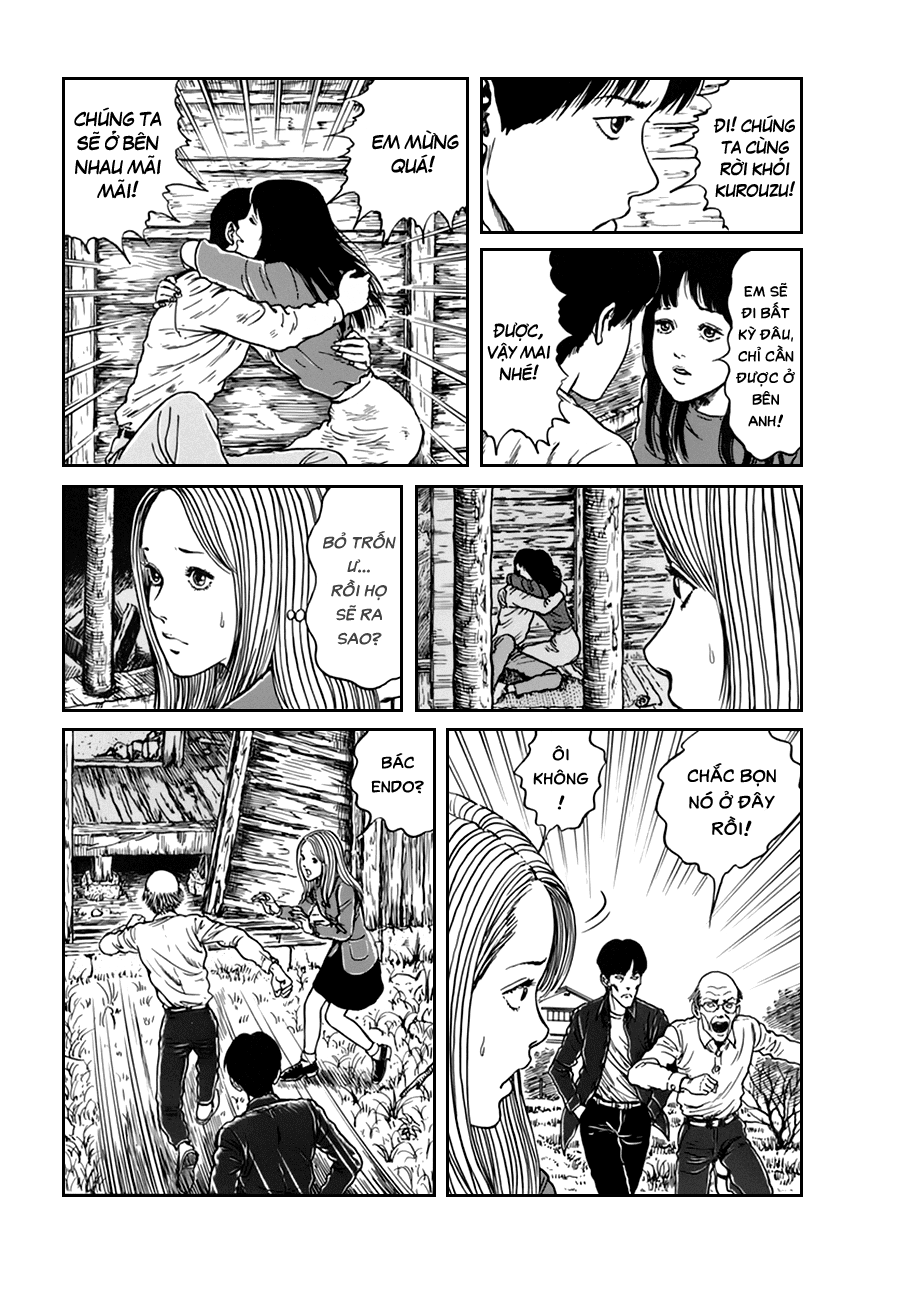 ĐI! CHÚNG
TA CÙNG
RỜI KHỎI
KUROUZU!
EM MỪNG
QUÁ!
CHÚNG TA
SẼ Ở BÊN
NHAU MÃI
MÃI!
EM SẼ
ĐI BẤT
KỲ ĐÂU,
CHỈ CẦN
ĐƯỢC Ở
BÊN
ANH!
ĐƯỢC,
VẬY MAI
NHÉ!
BỎ TRỐN
Ư...
RỒI HỌ
SẼ RA
SAO?
CHẮC BỌN
NÓ Ở ĐÂY
RỒI!
ÔI
KHÔNG
!
BÁC
ENDO?